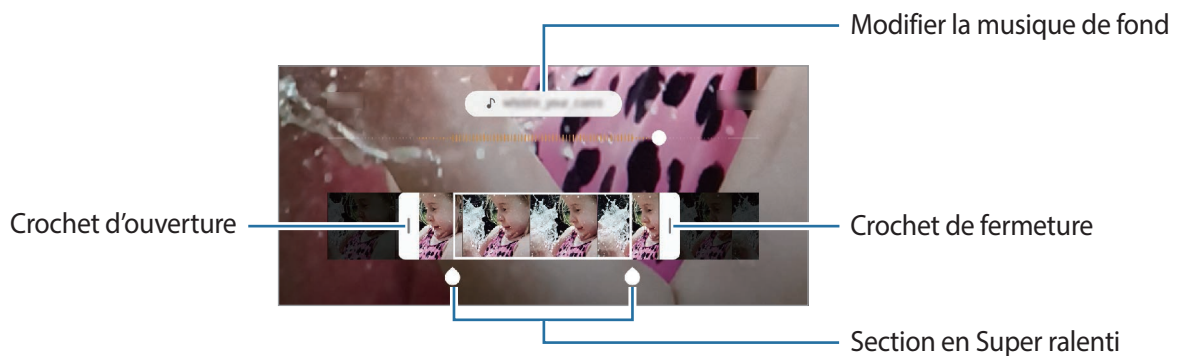 Modifier la musique de fond
Crochet d’ouverture
Crochet de fermeture
Section en Super ralenti